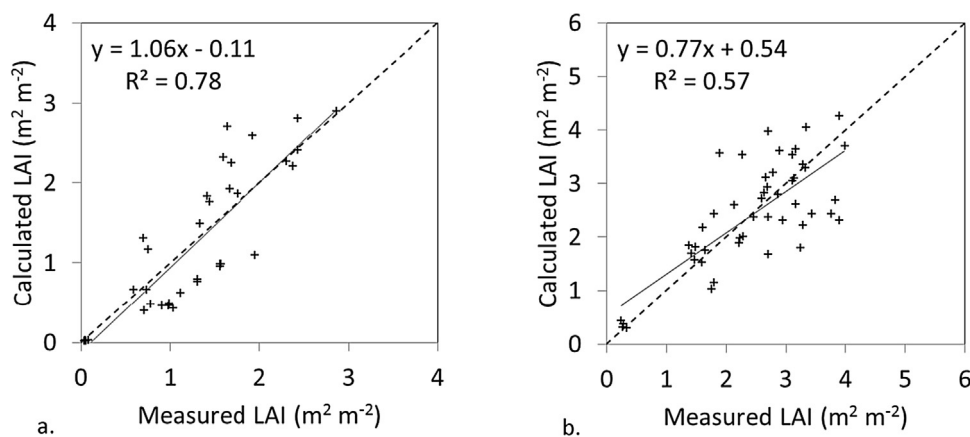 y = 1.06x - 0.11
R² = 0.78
4
3
2
1
0
Calculated LAI (m² m⁻²)
0 1 2 3 4
Measured LAI (m² m⁻²)
a.
y = 0.77x + 0.54
R² = 0.57
6
5
4
3
2
1
0
Calculated LAI (m² m⁻²)
0 1 2 3 4 5 6
Measured LAI (m² m⁻²)
b.